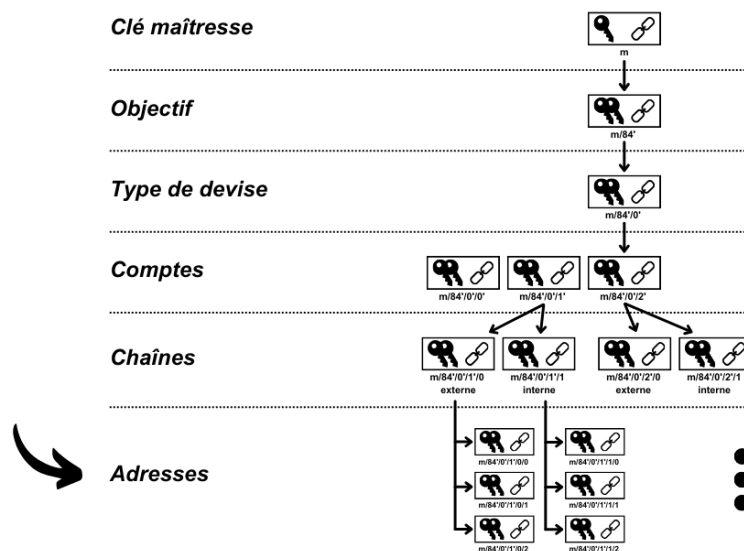 Clé maîtresse
m
Objectif
m/84'
Type de devise
m/84'/0'
Comptes
m/84'/0'/0' m/84'/0'/1' m/84'/0'/2'
Chaînes
m/84'/0'/1'/0 m/84'/0'/1'/1 m/84'/0'/2'/0 m/84'/0'/2'/1
externe interne externe interne
m/84'/0'/1'/0/0 m/84'/0'/1'/1/0
Adresses
m/84'/0'/1'/0/1 m/84'/0'/1'/1/1
m/84'/0'/1'/0/2 m/84'/0'/1'/1/2